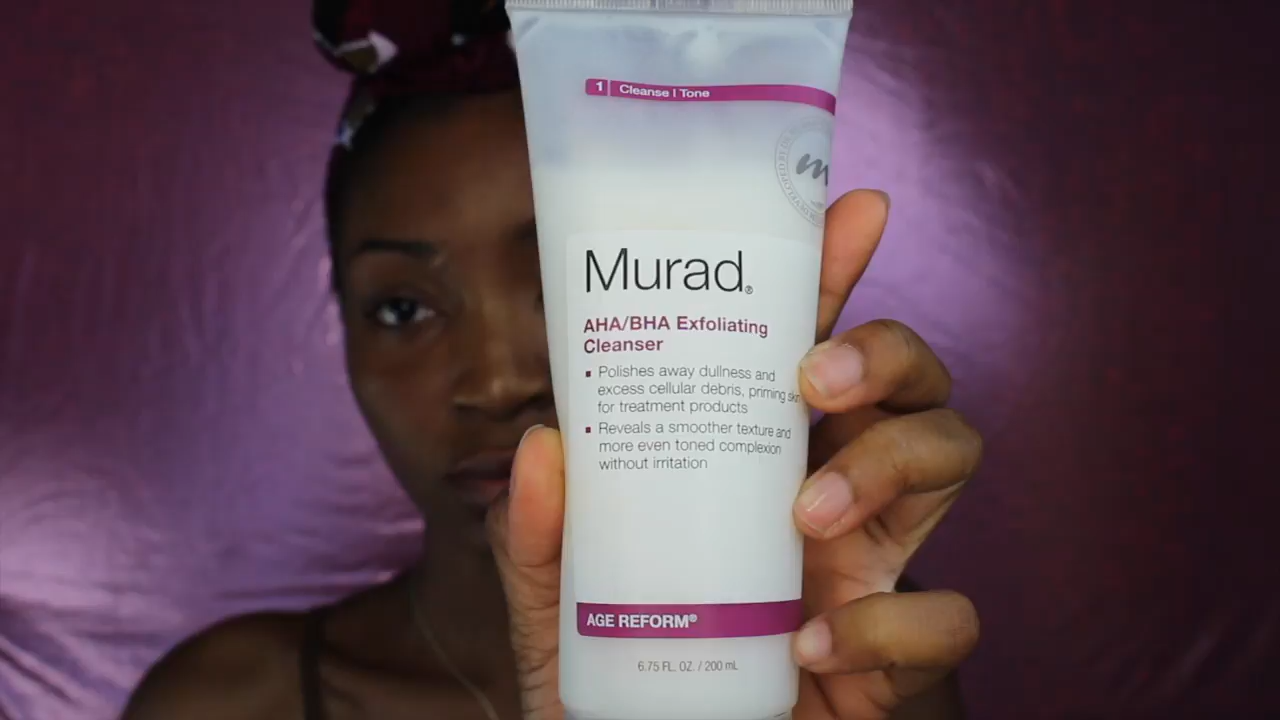 1 Cleanse | Tone
m
Murad®
AHA/BHA Exfoliating
Cleanser
▪ Polishes away dullness and
excess cellular debris, priming skin
for treatment products
▪ Reveals a smoother texture and
more even toned complexion
without irritation
AGE REFORM®
6.75 FL. OZ. / 200 mL